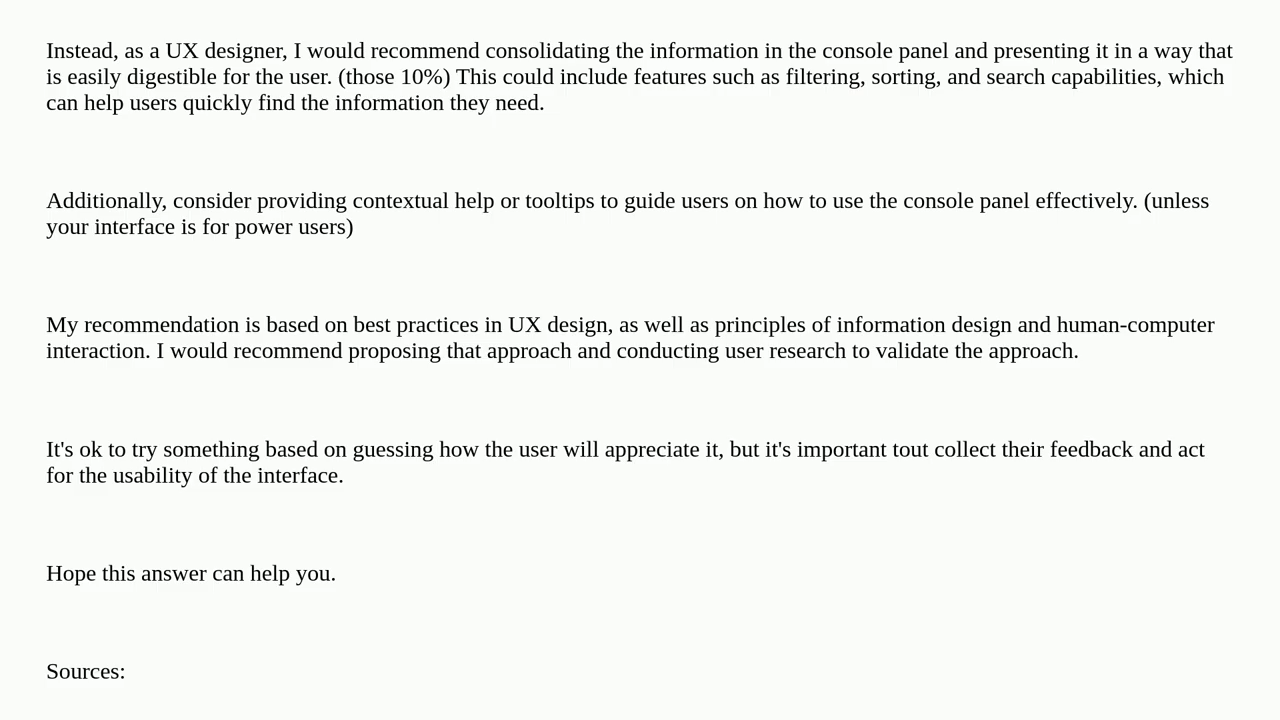 Instead, as a UX designer, I would recommend consolidating the information in the console panel and presenting it in a way that
is easily digestible for the user. (those 10%) This could include features such as filtering, sorting, and search capabilities, which
can help users quickly find the information they need.
Additionally, consider providing contextual help or tooltips to guide users on how to use the console panel effectively. (unless
your interface is for power users)
My recommendation is based on best practices in UX design, as well as principles of information design and human-computer
interaction. I would recommend proposing that approach and conducting user research to validate the approach.
It's ok to try something based on guessing how the user will appreciate it, but it's important tout collect their feedback and act
for the usability of the interface.
Hope this answer can help you.
Sources: